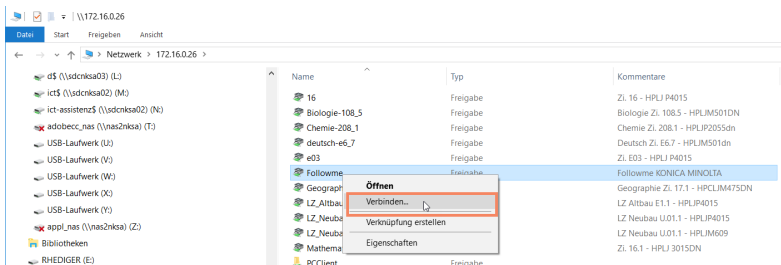 \\172.16.0.26
Datei Start Freigeben Ansicht
Netzwerk > 172.16.0.26 >
d$ (\\sdcnksa03) (L:)
ict$ (\\sdcnksa02) (M:)
ict-assistenz$ (\\sdcnksa02) (N:)
adobecc_nas (\\nas2nksa) (T:)
USB-Laufwerk (U:)
USB-Laufwerk (V:)
USB-Laufwerk (W:)
USB-Laufwerk (X:)
USB-Laufwerk (Y:)
appl_nas (\\nas2nksa) (Z:)
Bibliotheken
RHEDIGER (E:)
Name Typ Kommentare
16 Freigabe Zi. 16 - HPLJ P4015
Biologie-108_5 Freigabe Biologie Zi. 108.5 - HPLJM501DN
Chemie-208_1 Freigabe Chemie Zi. 208.1 - HPLJP2055dn
deutsch-e6_7 Freigabe Deutsch Zi. E6.7 - HPLJM501dn
e03 Freigabe Zi. E03 - HPLJ P4015
Followme Freigabe Followme KONICA MINOLTA
Geograph Geographie Zi. 17.1 - HPCLJM475DN
LZ_Altbau LZ Altbau E1.1 - HPLJP4015
LZ_Neuba LZ Neubau U.01.1 - HPLJP4015
LZ_Neuba LZ Neubau U.01.1 - HPLJM609
Mathema Zi. 16.1 - HPLJ 3015DN
PCClient Freigabe
Öffnen
Verbinden...
Verknüpfung erstellen
Eigenschaften